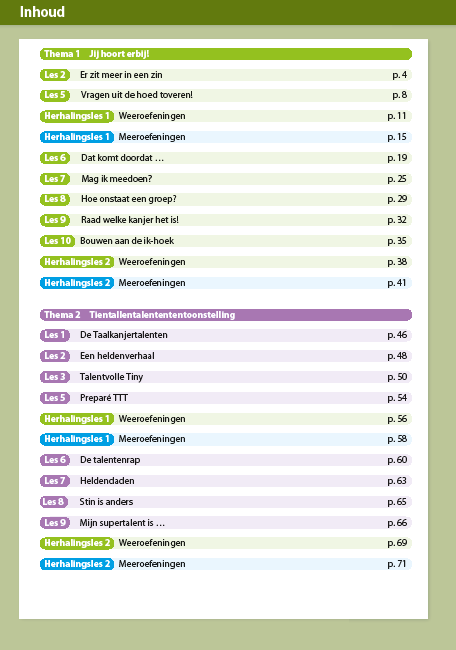 Inhoud
Thema 1 Jij hoort erbij!
Les 2 Er zit meer in een zin p. 4
Les 5 Vragen uit de hoed toveren! p. 8
Herhalingsles 1 Weeroefeningen p. 11
Herhalingsles 1 Meeroefeningen p. 15
Les 6 Dat komt doordat … p. 19
Les 7 Mag ik meedoen? p. 25
Les 8 Hoe onstaat een groep? p. 29
Les 9 Raad welke kanjer het is! p. 32
Les 10 Bouwen aan de ik-hoek p. 35
Herhalingsles 2 Weeroefeningen p. 38
Herhalingsles 2 Meeroefeningen p. 41
Thema 2 Tientallentalentententoonstelling
Les 1 De Taalkanjertalenten p. 46
Les 2 Een heldenverhaal p. 48
Les 3 Talentvolle Tiny p. 50
Les 5 Preparé TTT p. 54
Herhalingsles 1 Weeroefeningen p. 56
Herhalingsles 1 Meeroefeningen p. 58
Les 6 De talentenrap p. 60
Les 7 Heldendaden p. 63
Les 8 Stin is anders p. 65
Les 9 Mijn supertalent is … p. 66
Herhalingsles 2 Weeroefeningen p. 69
Herhalingsles 2 Meeroefeningen p. 71